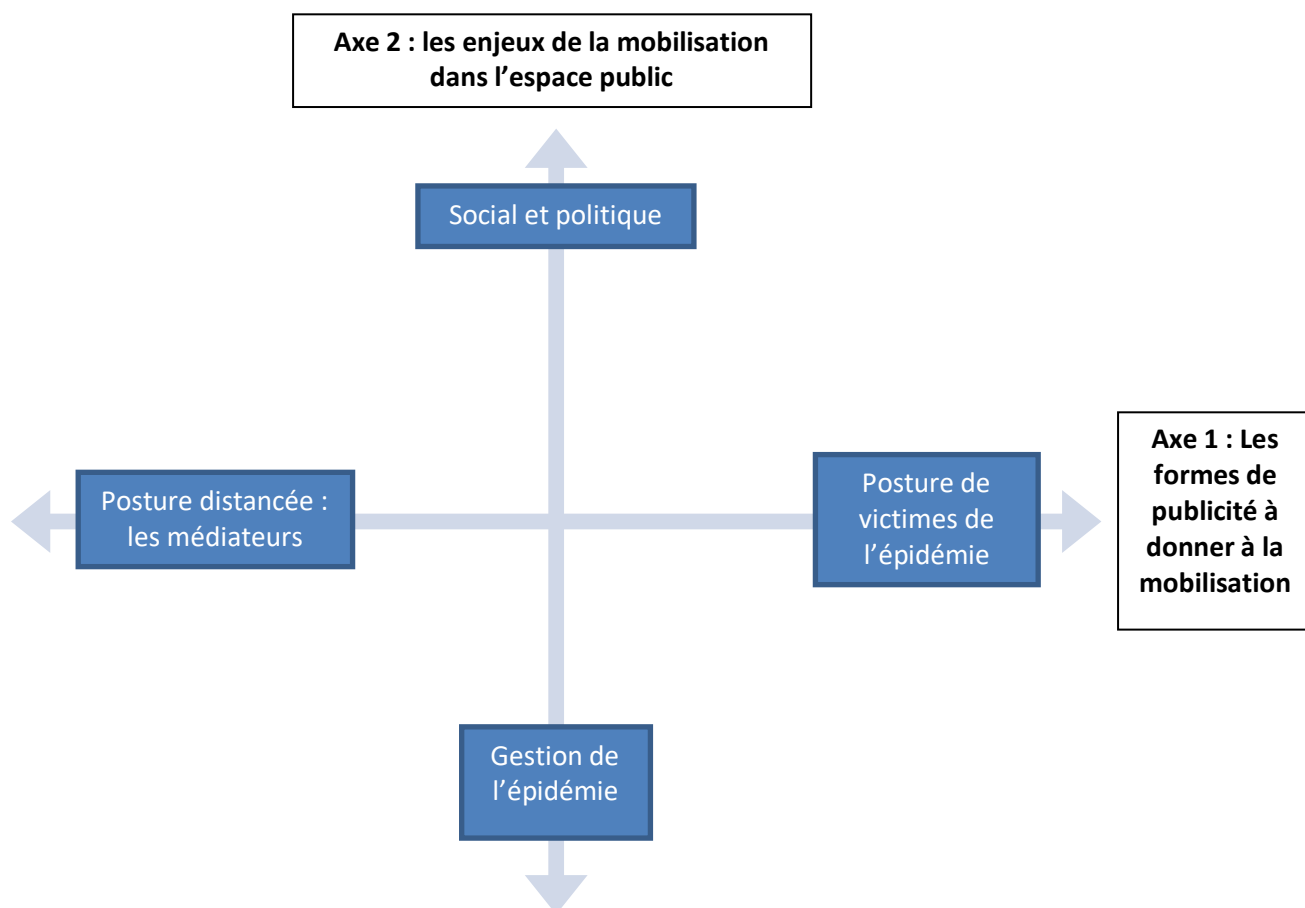 Axe 2 : les enjeux de la mobilisation
dans l’espace public
Social et politique
Posture distancée :
les médiateurs
Posture de
victimes de
l’épidémie
Axe 1 : Les
formes de
publicité à
donner à la
mobilisation
Gestion de
l’épidémie